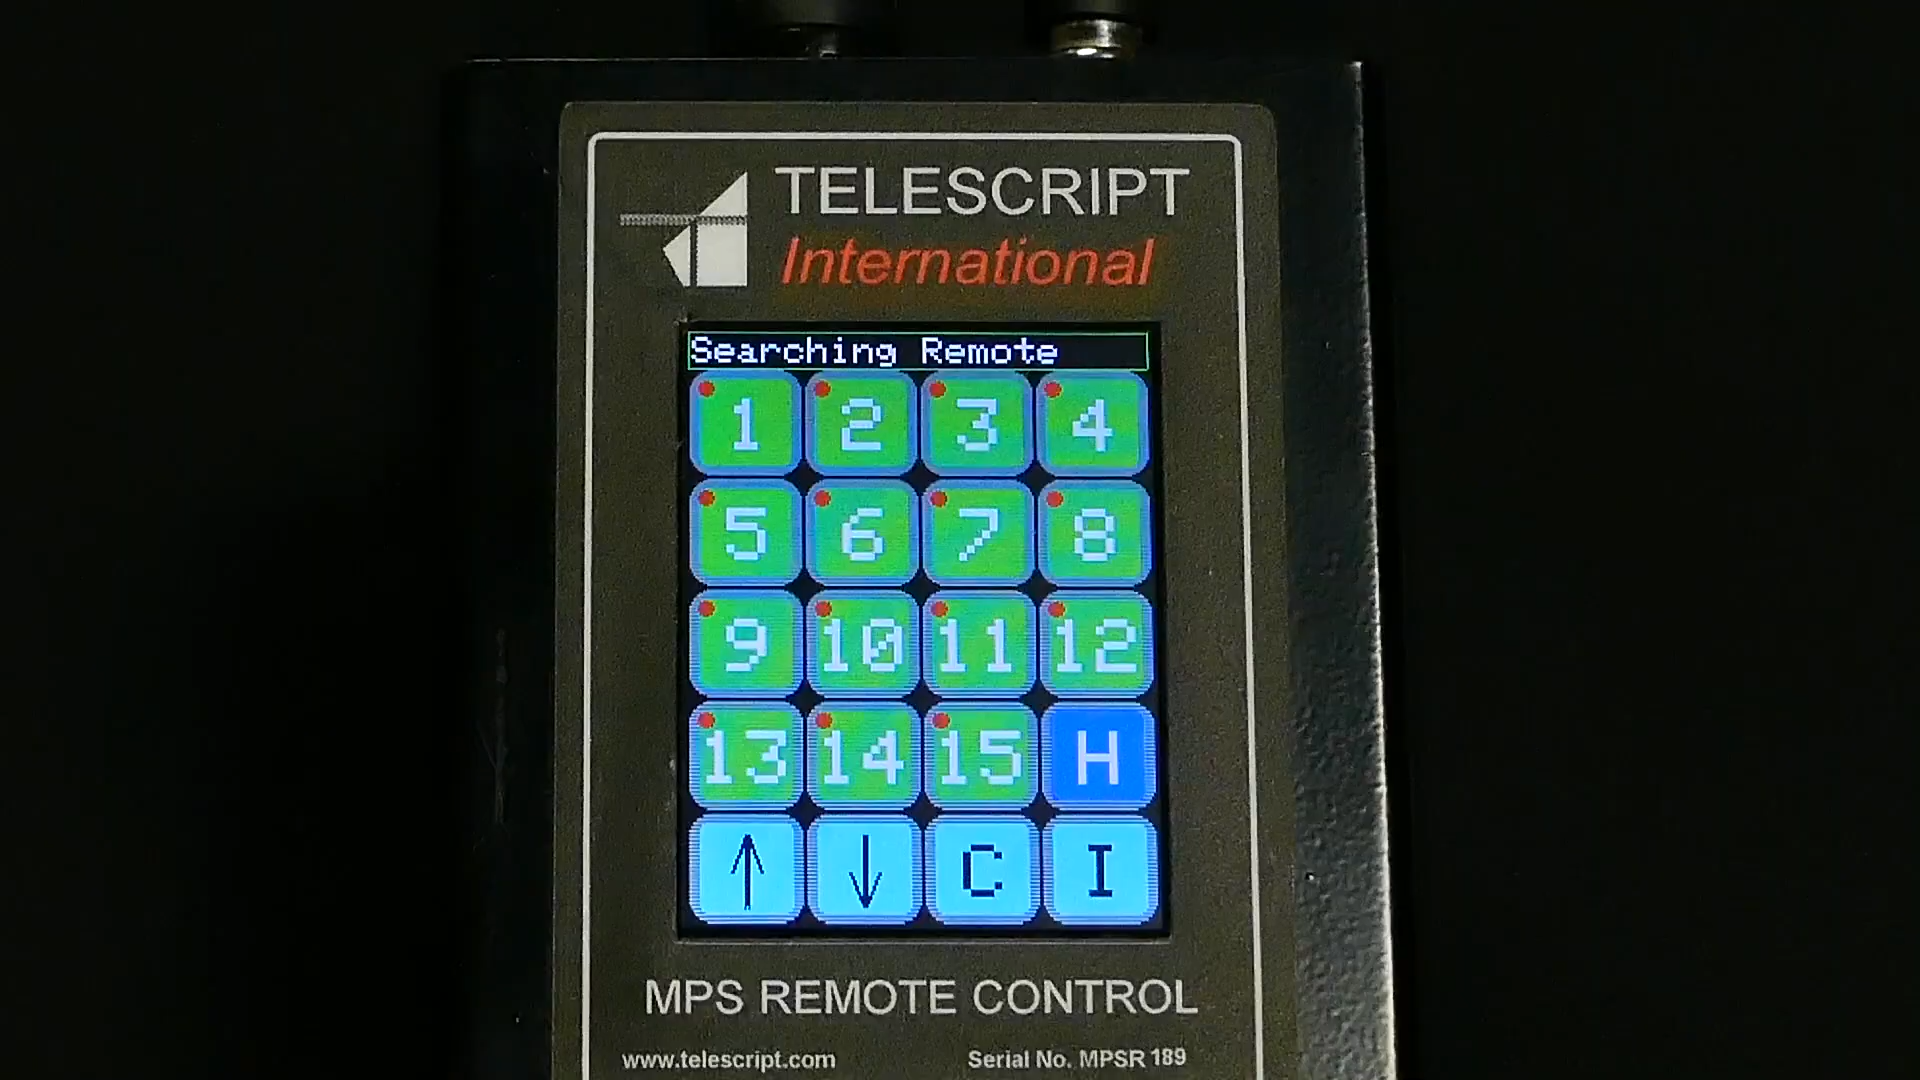 TELESCRIPT
International
Searching Remote
1 2 3 4
5 6 7 8
9 10 11 12
13 14 15 H
↑ ↓ C I
MPS REMOTE CONTROL
www.telescript.com Serial No. MPSR 189